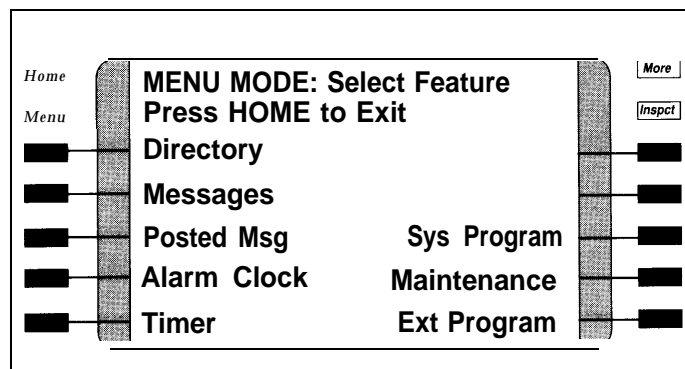 Home
Menu
MENU MODE: Select Feature
Press HOME to Exit
Directory
Messages
Posted Msg
Alarm Clock
Timer
Sys Program
Maintenance
Ext Program
More
Inspct